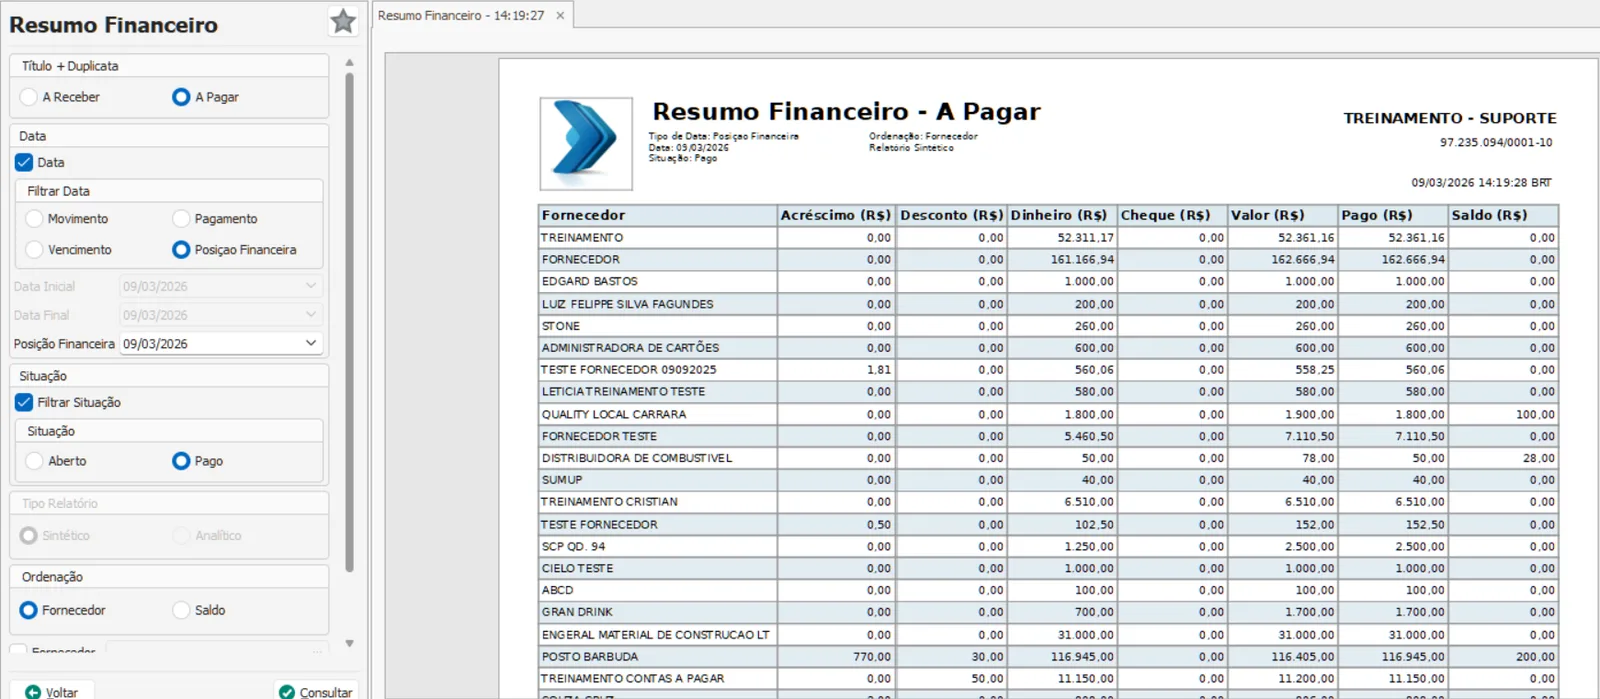 Resumo Financeiro
Título + Duplicata
A Receber A Pagar
Data
Data
Filtrar Data
Movimento Pagamento
Vencimento Posiçao Financeira
Data Inicial 09/03/2026
Data Final 09/03/2026
Posição Financeira 09/03/2026
Situação
Filtrar Situação
Situação
Aberto Pago
Tipo Relatório
Sintético Analítico
Ordenação
Fornecedor Saldo
Fornecedor ...
Voltar Consultar
Resumo Financeiro - 14:19:27 ×
Resumo Financeiro - A Pagar
Tipo de Data: Posiçao Financeira Ordenação: Fornecedor
Data: 09/03/2026 Relatório Sintético
Situação: Pago
TREINAMENTO - SUPORTE
97.235.094/0001-10
09/03/2026 14:19:28 BRT
Fornecedor Acréscimo (R$) Desconto (R$) Dinheiro (R$) Cheque (R$) Valor (R$) Pago (R$) Saldo (R$)
TREINAMENTO 0,00 0,00 52.311,17 0,00 52.361,16 52.361,16 0,00
FORNECEDOR 0,00 0,00 161.166,94 0,00 162.666,94 162.666,94 0,00
EDGARD BASTOS 0,00 0,00 1.000,00 0,00 1.000,00 1.000,00 0,00
LUIZ FELIPPE SILVA FAGUNDES 0,00 0,00 200,00 0,00 200,00 200,00 0,00
STONE 0,00 0,00 260,00 0,00 260,00 260,00 0,00
ADMINISTRADORA DE CARTÕES 0,00 0,00 600,00 0,00 600,00 600,00 0,00
TESTE FORNECEDOR 09092025 1,81 0,00 560,06 0,00 558,25 560,06 0,00
LETICIA TREINAMENTO TESTE 0,00 0,00 580,00 0,00 580,00 580,00 0,00
QUALITY LOCAL CARRARA 0,00 0,00 1.800,00 0,00 1.900,00 1.800,00 100,00
FORNECEDOR TESTE 0,00 0,00 5.460,50 0,00 7.110,50 7.110,50 0,00
DISTRIBUIDORA DE COMBUSTIVEL 0,00 0,00 50,00 0,00 78,00 50,00 28,00
SUMUP 0,00 0,00 40,00 0,00 40,00 40,00 0,00
TREINAMENTO CRISTIAN 0,00 0,00 6.510,00 0,00 6.510,00 6.510,00 0,00
TESTE FORNECEDOR 0,50 0,00 102,50 0,00 152,00 152,50 0,00
SCP QD. 94 0,00 0,00 1.250,00 0,00 2.500,00 2.500,00 0,00
CIELO TESTE 0,00 0,00 1.000,00 0,00 1.000,00 1.000,00 0,00
ABCD 0,00 0,00 100,00 0,00 100,00 100,00 0,00
GRAN DRINK 0,00 0,00 700,00 0,00 1.700,00 1.700,00 0,00
ENGERAL MATERIAL DE CONSTRUCAO LT 0,00 0,00 31.000,00 0,00 31.000,00 31.000,00 0,00
POSTO BARBUDA 770,00 30,00 116.945,00 0,00 116.405,00 116.945,00 200,00
TREINAMENTO CONTAS A PAGAR 0,00 50,00 11.150,00 0,00 11.200,00 11.150,00 0,00